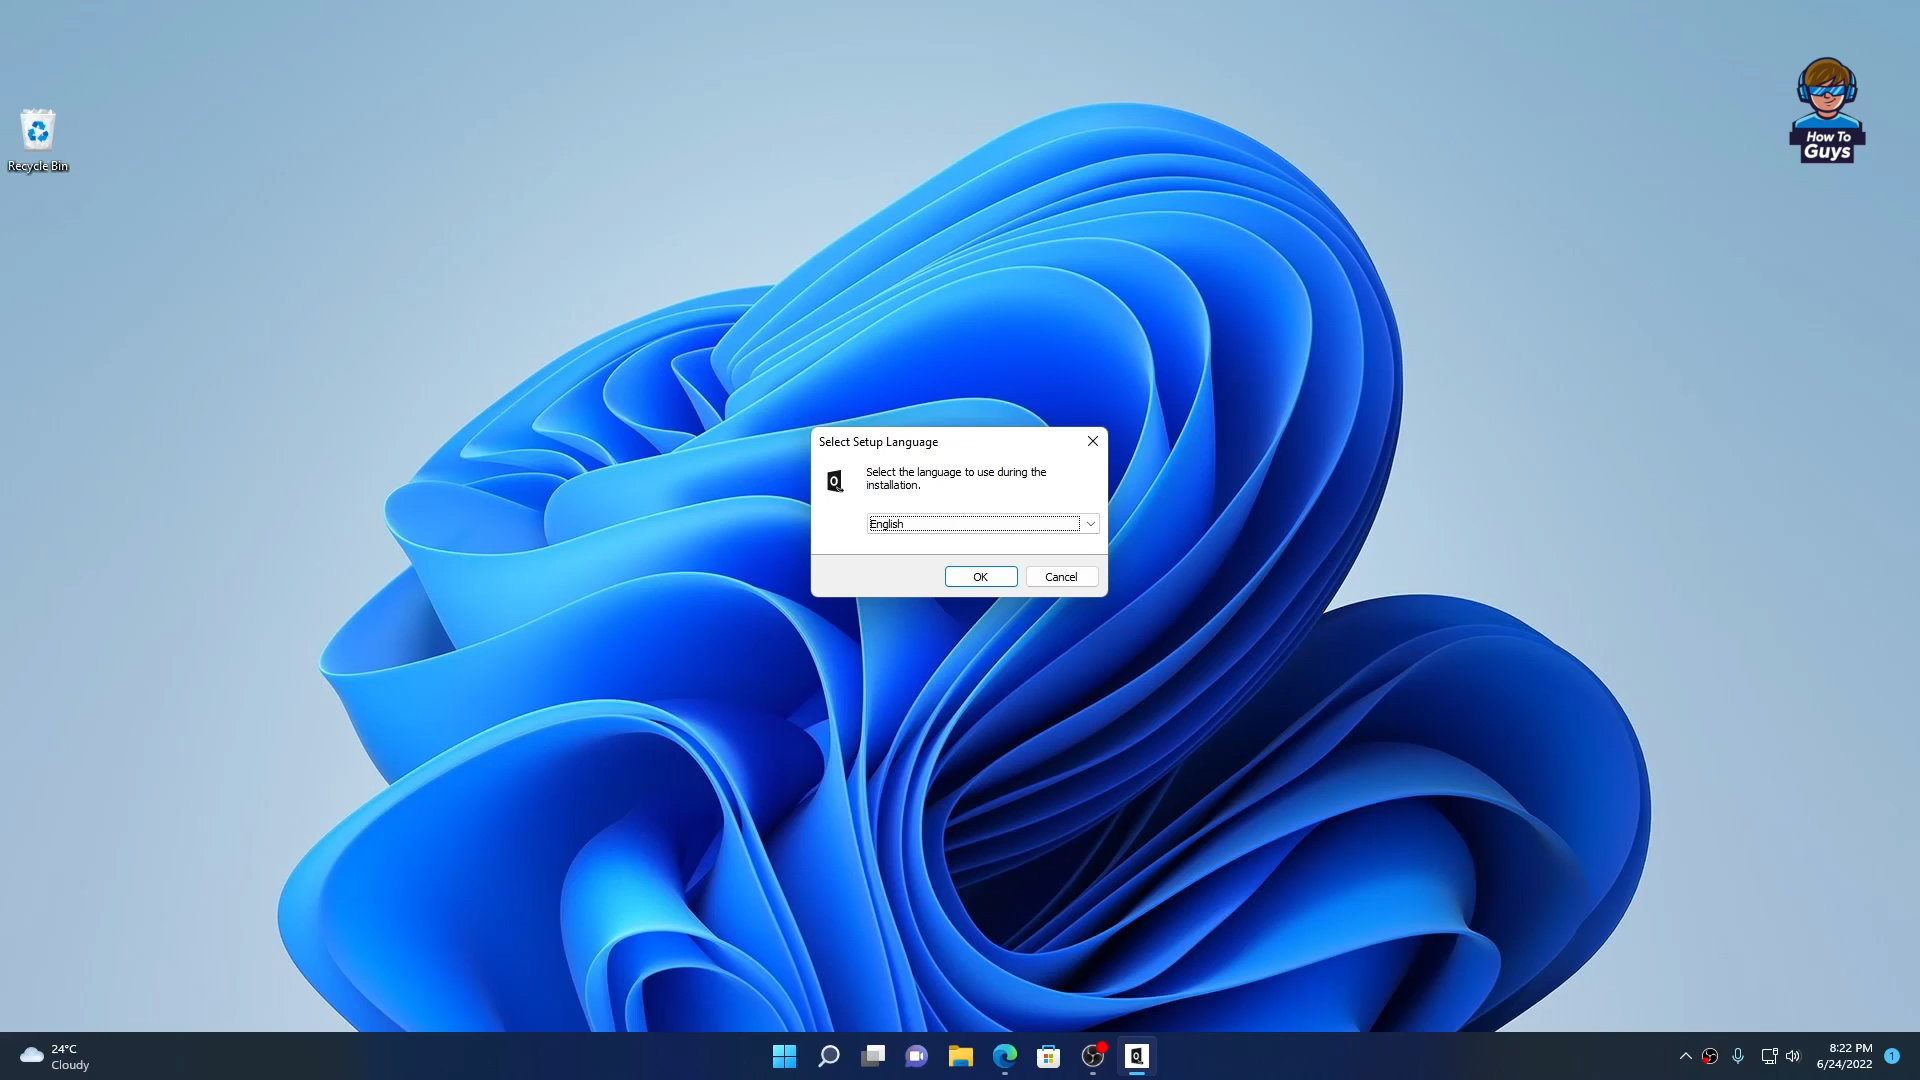 Recycle Bin
How To
Guys
Select Setup Language
Select the language to use during the
installation.
English
OK
Cancel
24°C
Cloudy
8:22 PM
6/24/2022
1